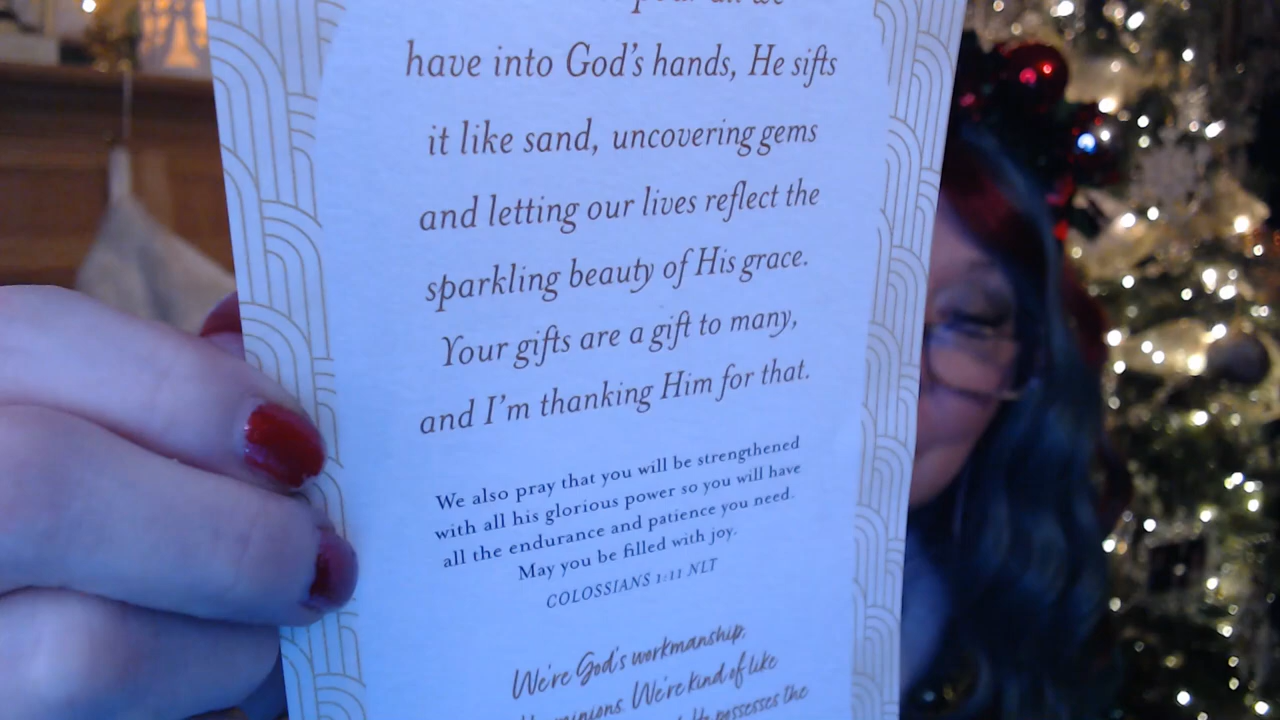 have into God's hands, He sifts
it like sand, uncovering gems
and letting our lives reflect the
sparkling beauty of His grace.
Your gifts are a gift to many,
and I'm thanking Him for that.
We also pray that you will be strengthened
with all his glorious power so you will have
all the endurance and patience you need.
May you be filled with joy.
COLOSSIANS 1:11 NLT
We're God's workmanship,
We're kind of like
possesses the